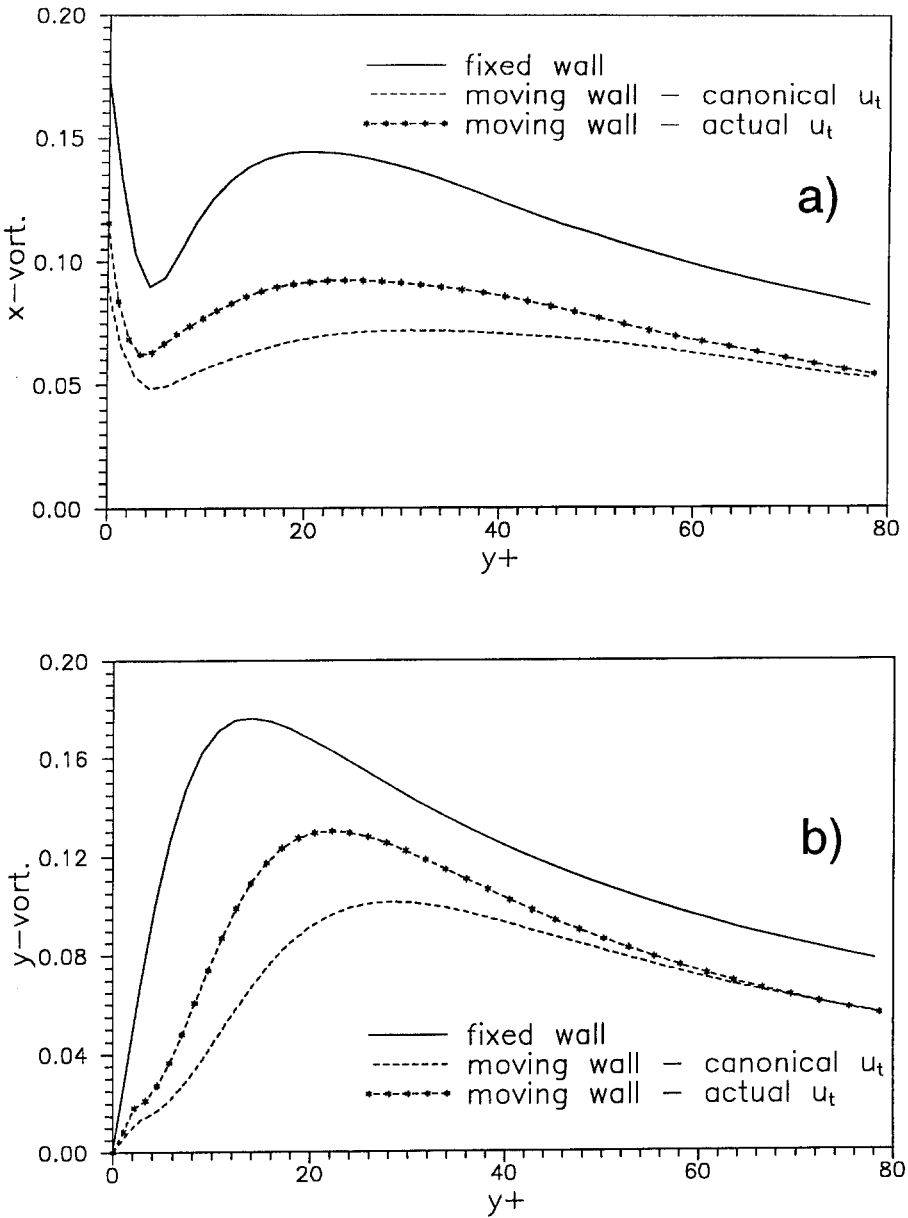 0.20
fixed wall
moving wall – canonical uₜ
moving wall – actual uₜ
0.15
a)
0.10
x–vort.
0.05
0.00
0 20 40 60 80
y+
0.20
0.16
0.12
b)
y–vort.
0.08
fixed wall
moving wall – canonical uₜ
0.04
moving wall – actual uₜ
0.00
0 20 40 60 80
y+